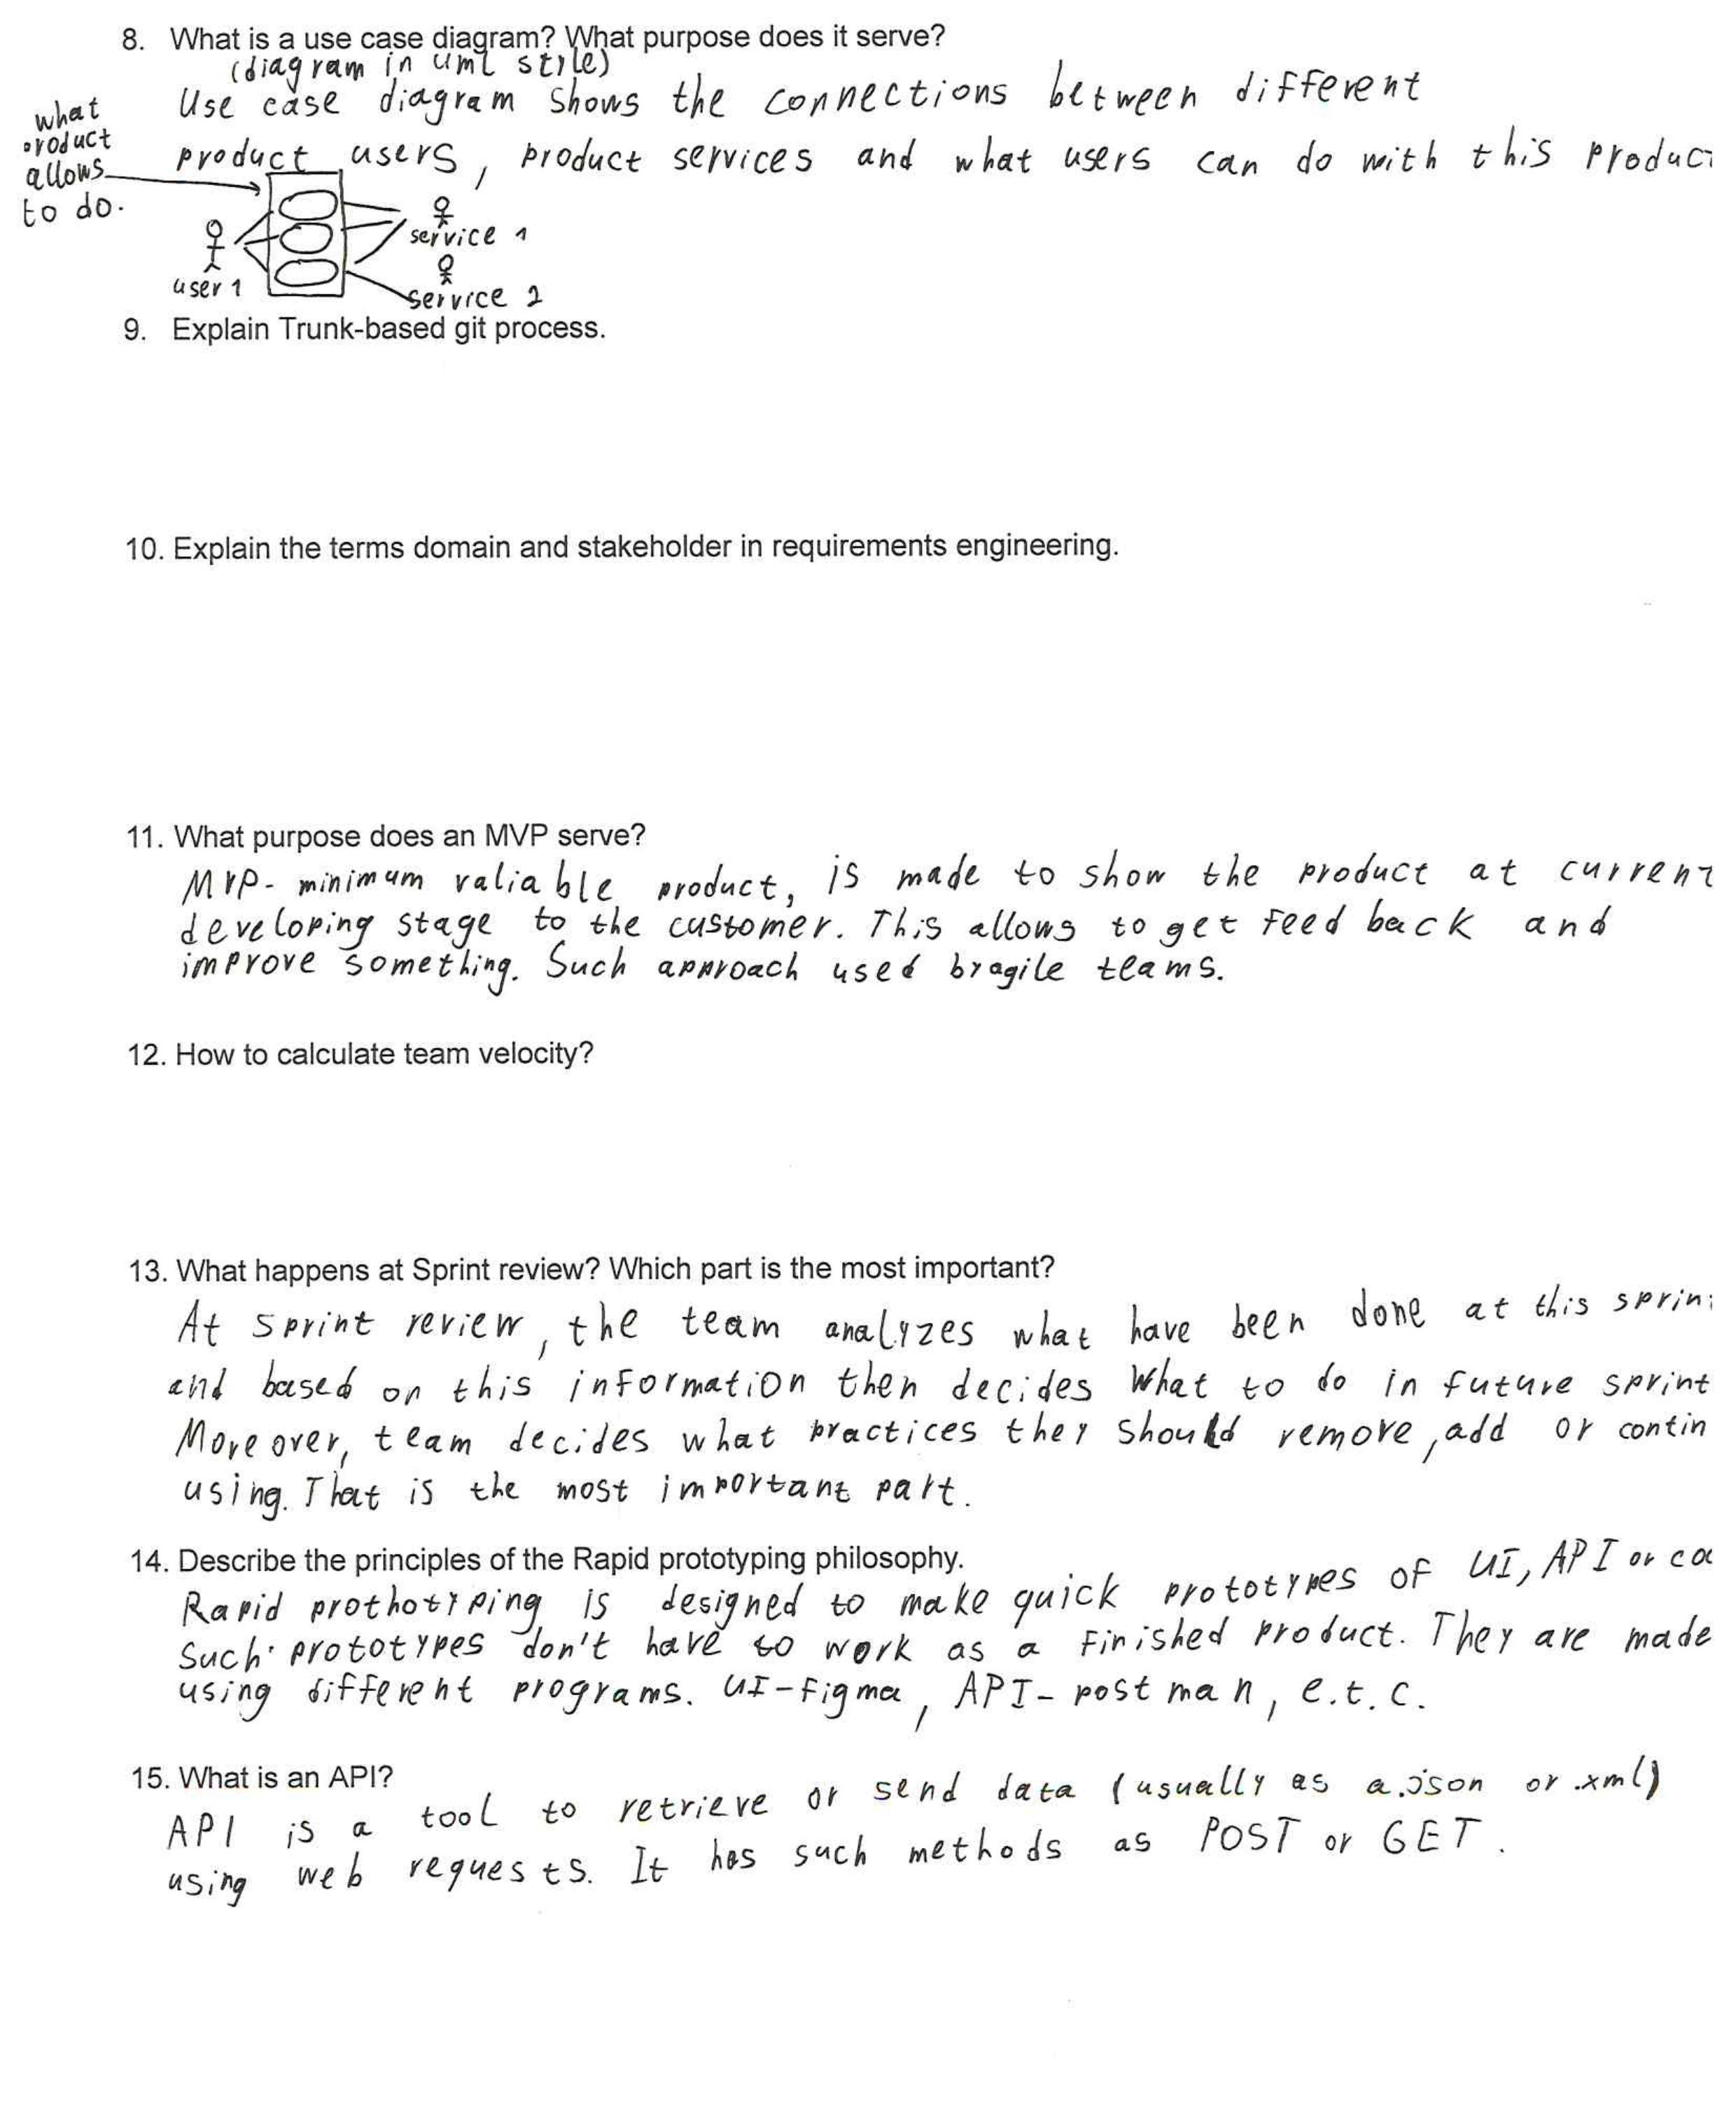 8. What is a use case diagram? What purpose does it serve?
(diagram in uml stile)
Use case diagram shows the connections between different
product users, product services and what users can do with this produc
what
product
allows
to do.
user 1
service 1
service 2
9. Explain Trunk-based git process.
10. Explain the terms domain and stakeholder in requirements engineering.
11. What purpose does an MVP serve?
MVP- minimum valiable product, is made to show the product at current
developing stage to the customer. This allows to get feed back and
improve something. Such approach used by agile teams.
12. How to calculate team velocity?
13. What happens at Sprint review? Which part is the most important?
At sprint review, the team analyzes what have been done at this sprin
and based on this information then decides what to do in future sprint
More over, team decides what practices they should remove, add or contin
using. That is the most important part.
14. Describe the principles of the Rapid prototyping philosophy.
Rapid prothotyping is designed to make quick prototypes of UI, API or co
Such prototypes don't have to work as a finished product. They are made
using different programs. UI-figma, API- postman, e.t.c.
15. What is an API?
API is a tool to retrieve or send data (usually as a .json or .xml)
using web requests. It has such methods as POST or GET.